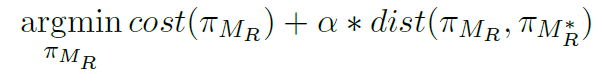 argmin cost(π_{M_R}) + α * dist(π_{M_R}, π_{M_R^*})
π_{M_R}